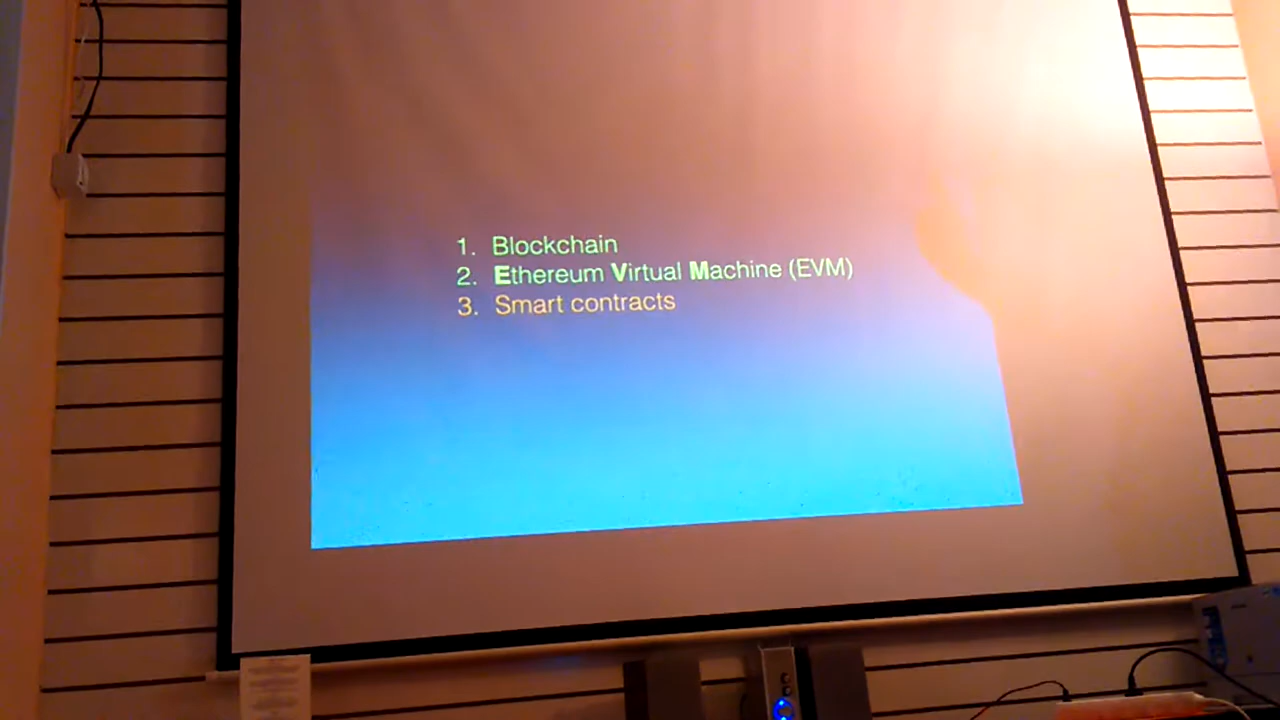 1. Blockchain
2. Ethereum Virtual Machine (EVM)
3. Smart contracts